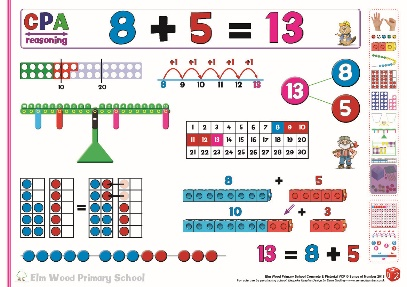 CPA
reasoning
8 + 5 = 13
10 20
+1 +1 +1 +1 +1
8 9 10 11 12 13
8
13
5
1 2 3 4 5 6 7 8 9 10
11 12 13 14 15 16 17 18 19 20
21 22 23 24 25 26 27 28 29 30
=
8 + 5
10 + 3
13 = 8 + 5
Elm Wood Primary School